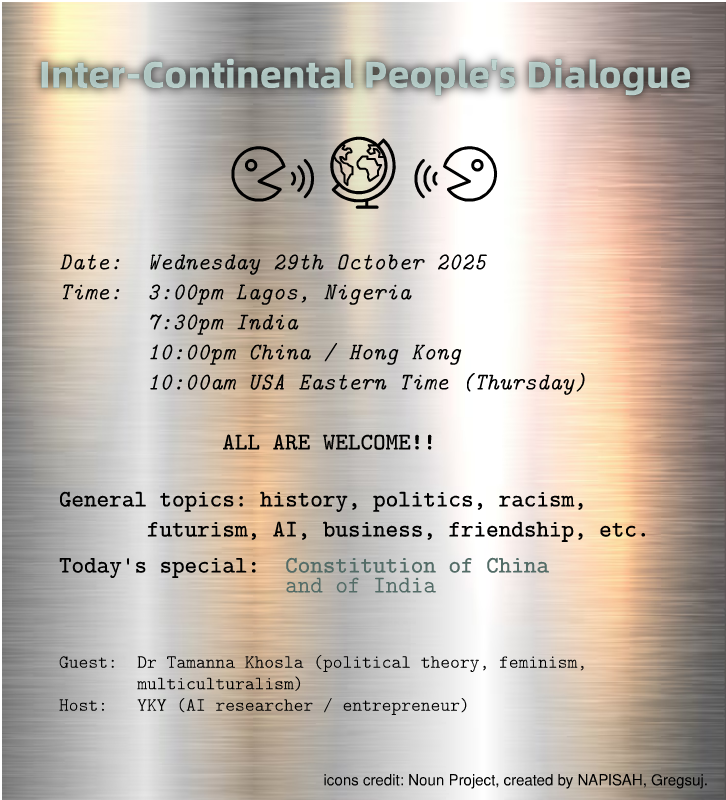 Inter-Continental People's Dialogue
Date: Wednesday 29th October 2025
Time: 3:00pm Lagos, Nigeria
7:30pm India
10:00pm China / Hong Kong
10:00am USA Eastern Time (Thursday)
ALL ARE WELCOME!!
General topics: history, politics, racism,
futurism, AI, business, friendship, etc.
Today's special: Constitution of China
and of India
Guest: Dr Tamanna Khosla (political theory, feminism,
multiculturalism)
Host: YKY (AI researcher / entrepreneur)
icons credit: Noun Project, created by NAPISAH, Gregsuj.